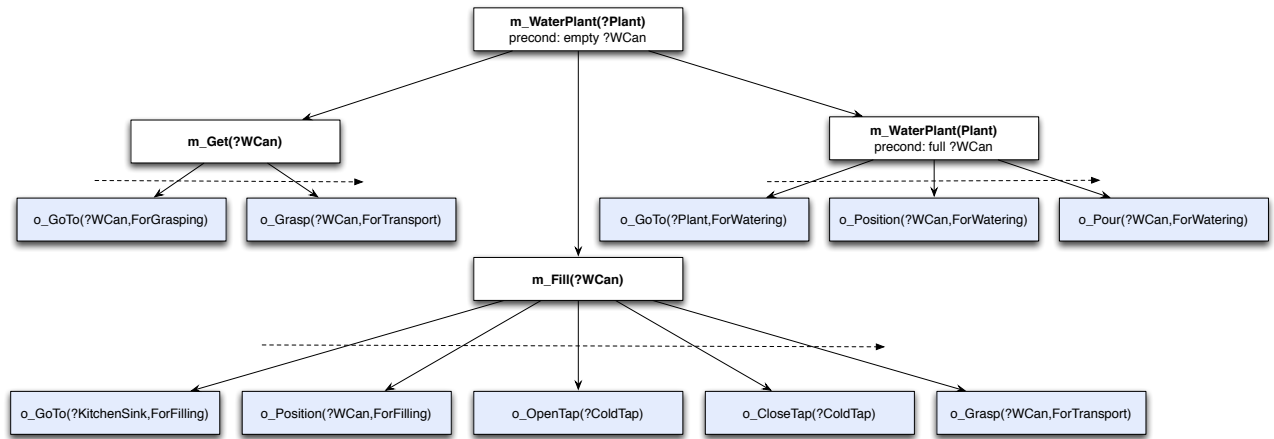 m_WaterPlant(?Plant)
precond: empty ?WCan
m_Get(?WCan)
m_WaterPlant(Plant)
precond: full ?WCan
o_GoTo(?WCan,ForGrasping)
o_Grasp(?WCan,ForTransport)
o_GoTo(?Plant,ForWatering)
o_Position(?WCan,ForWatering)
o_Pour(?WCan,ForWatering)
m_Fill(?WCan)
o_GoTo(?KitchenSink,ForFilling)
o_Position(?WCan,ForFilling)
o_OpenTap(?ColdTap)
o_CloseTap(?ColdTap)
o_Grasp(?WCan,ForTransport)